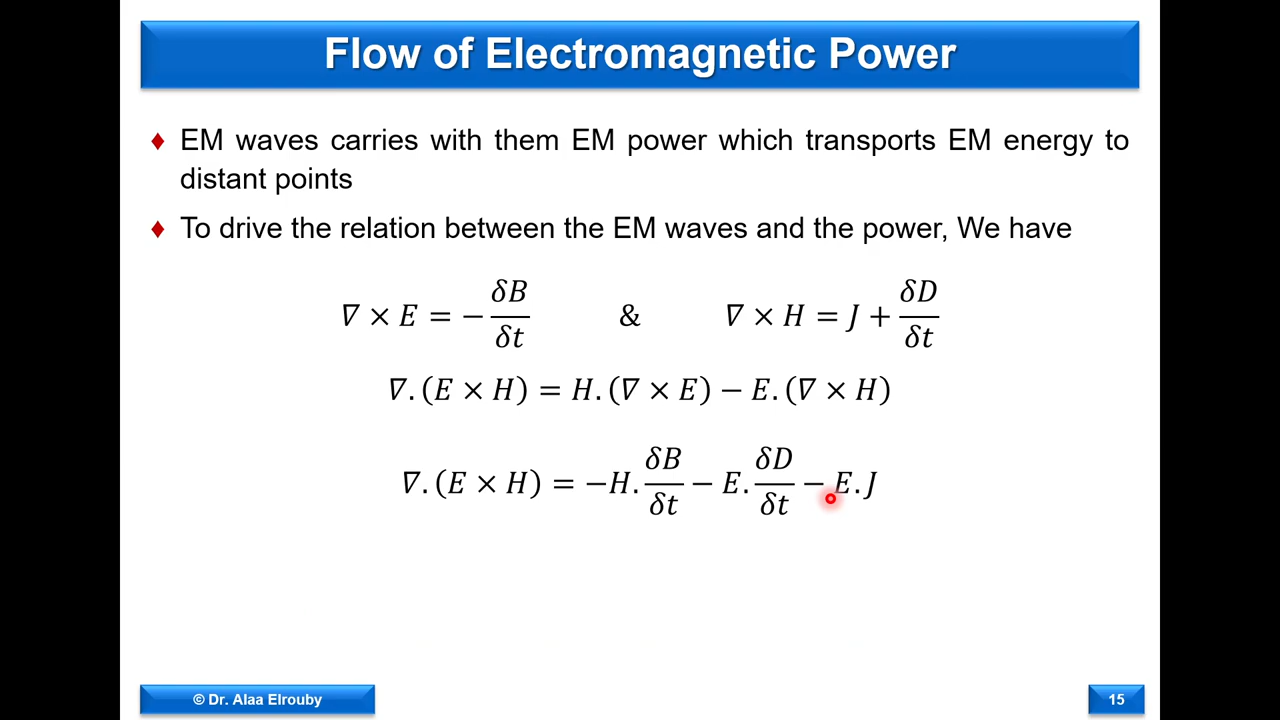 Flow of Electromagnetic Power
♦ EM waves carries with them EM power which transports EM energy to
distant points
♦ To drive the relation between the EM waves and the power, We have
∇ × E = − δB/δt & ∇ × H = J + δD/δt
∇.(E × H) = H.(∇ × E) − E.(∇ × H)
∇.(E × H) = −H. δB/δt − E. δD/δt − E.J
© Dr. Alaa Elrouby
15